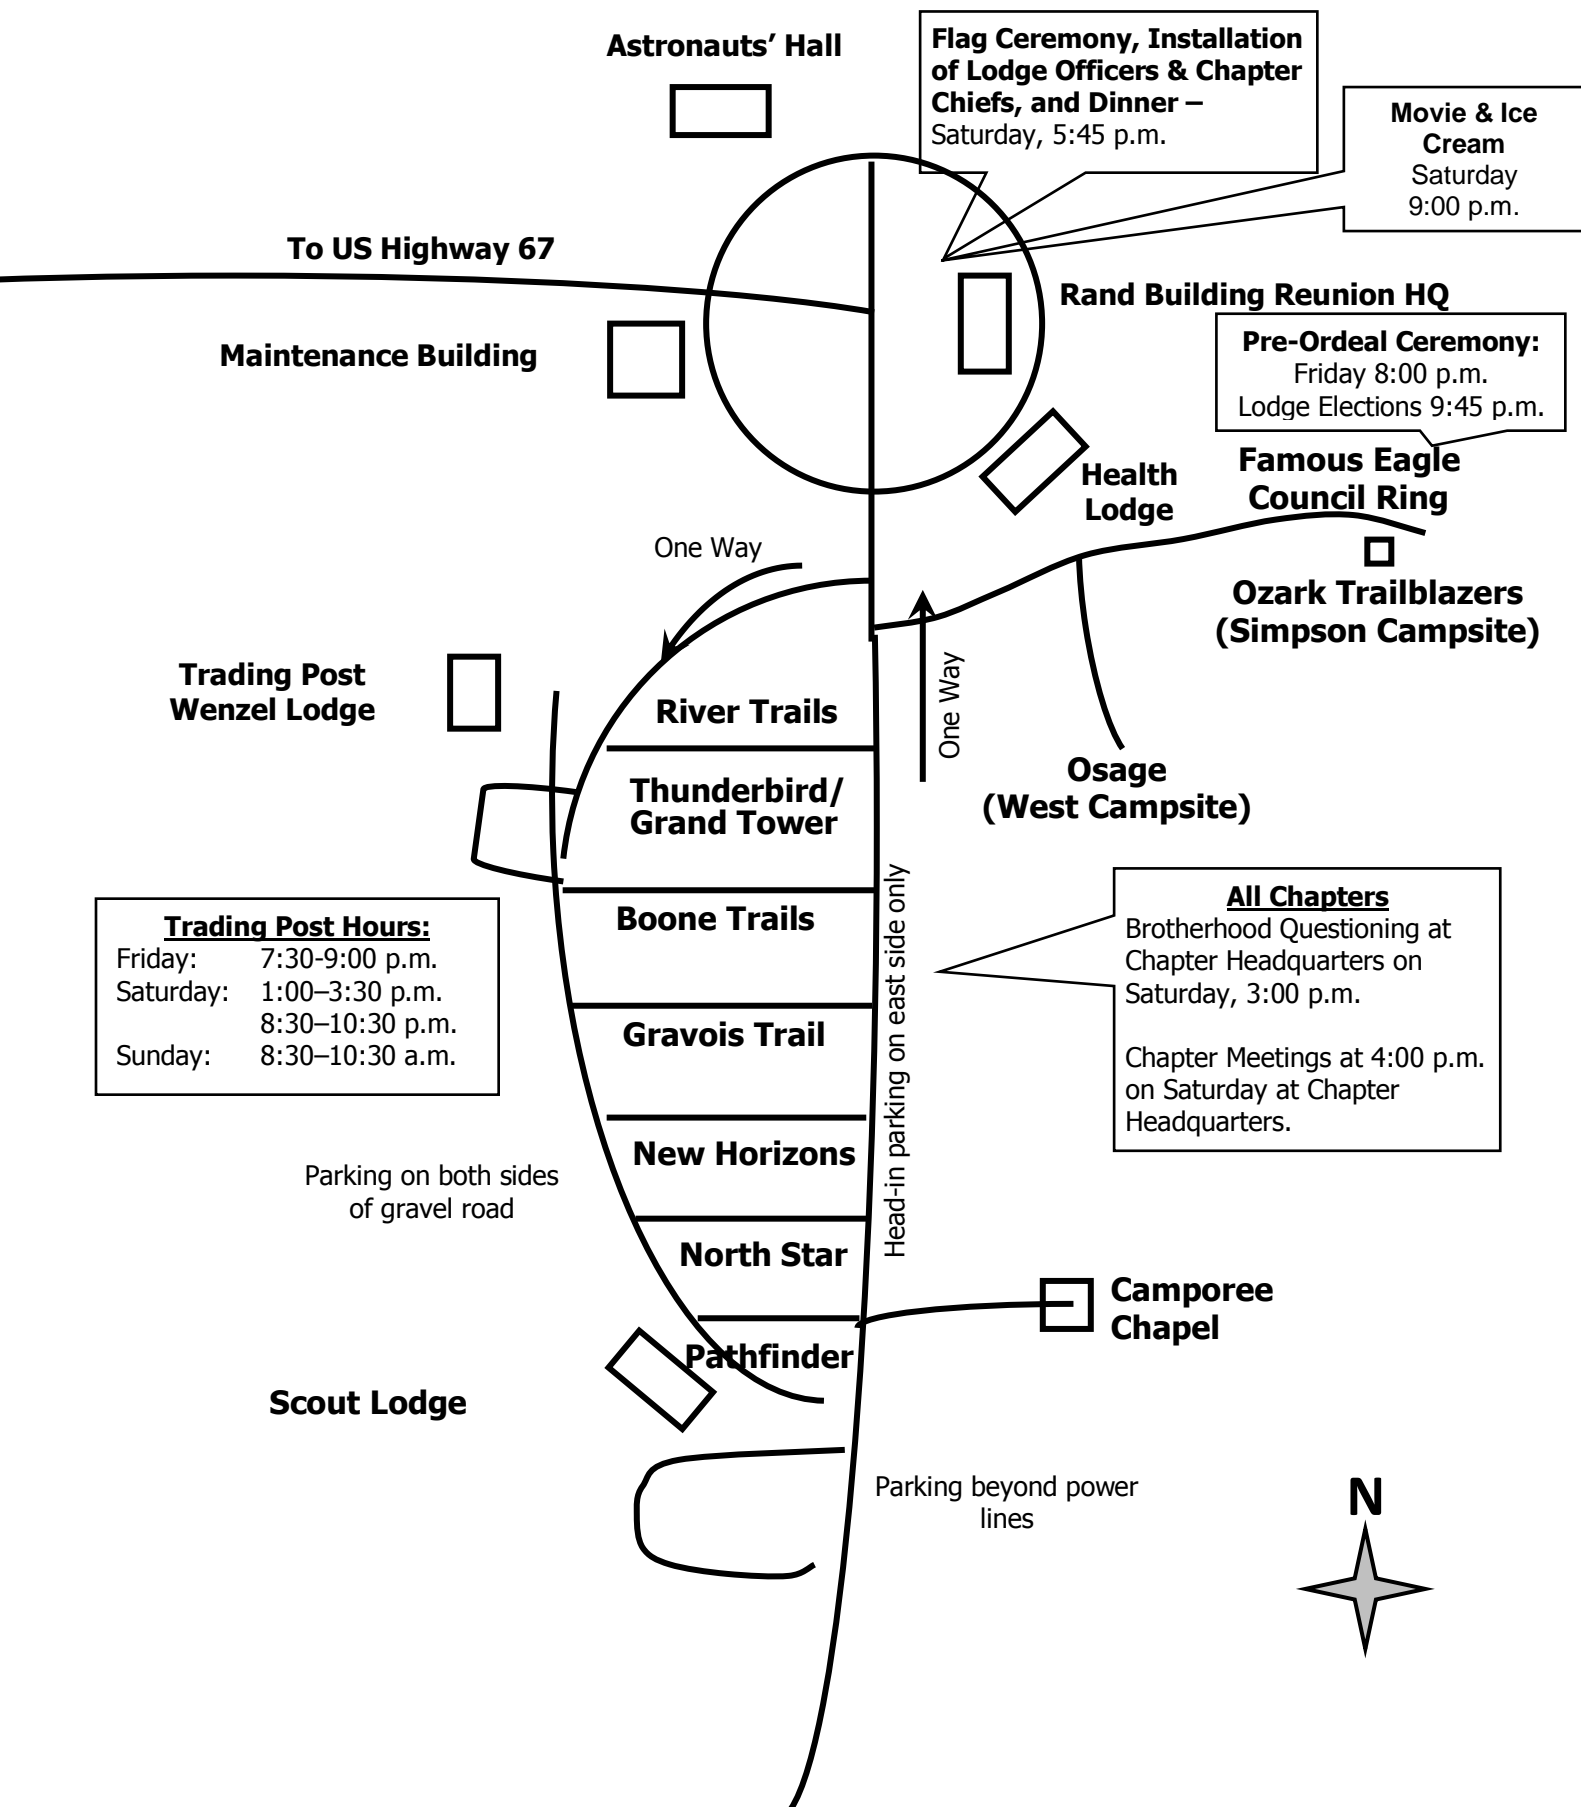 Astronauts’ Hall
Flag Ceremony, Installation
of Lodge Officers & Chapter
Chiefs, and Dinner –
Saturday, 5:45 p.m.
Movie & Ice
Cream
Saturday
9:00 p.m.
To US Highway 67
Rand Building Reunion HQ
Maintenance Building
Pre-Ordeal Ceremony:
Friday 8:00 p.m.
Lodge Elections 9:45 p.m.
Famous Eagle
Council Ring
Health
Lodge
One Way
Ozark Trailblazers
(Simpson Campsite)
Trading Post
Wenzel Lodge
River Trails
One Way
Osage
(West Campsite)
Thunderbird/
Grand Tower
Boone Trails
Head-in parking on east side only
All Chapters
Brotherhood Questioning at
Chapter Headquarters on
Saturday, 3:00 p.m.
Chapter Meetings at 4:00 p.m.
on Saturday at Chapter
Headquarters.
Trading Post Hours:
Friday: 7:30-9:00 p.m.
Saturday: 1:00–3:30 p.m.
8:30–10:30 p.m.
Sunday: 8:30–10:30 a.m.
Gravois Trail
New Horizons
Parking on both sides
of gravel road
North Star
Camporee
Chapel
Pathfinder
Scout Lodge
Parking beyond power
lines
N